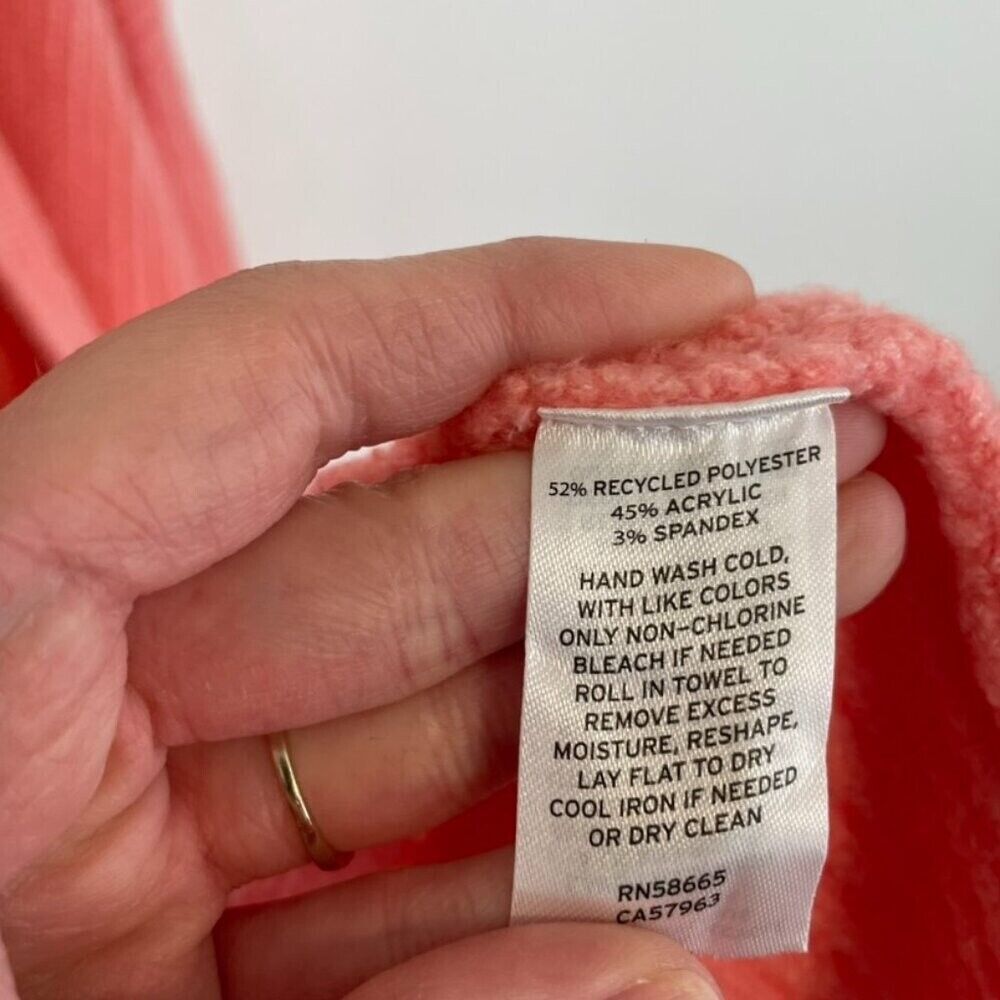 52% RECYCLED POLYESTER
45% ACRYLIC
3% SPANDEX
HAND WASH COLD,
WITH LIKE COLORS
ONLY NON-CHLORINE
BLEACH IF NEEDED
ROLL IN TOWEL TO
REMOVE EXCESS
MOISTURE, RESHAPE,
LAY FLAT TO DRY
COOL IRON IF NEEDED
OR DRY CLEAN
RN58665
CA57963